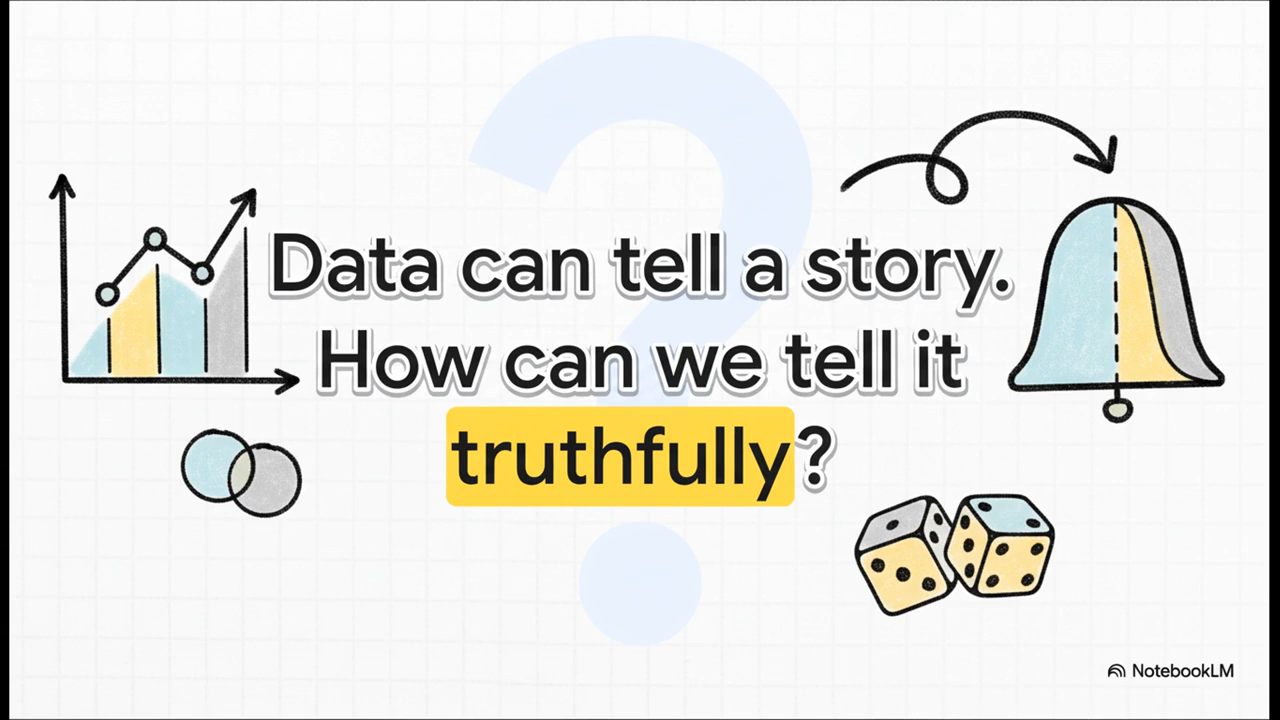 Data can tell a story.
How can we tell it
truthfully?
NotebookLM